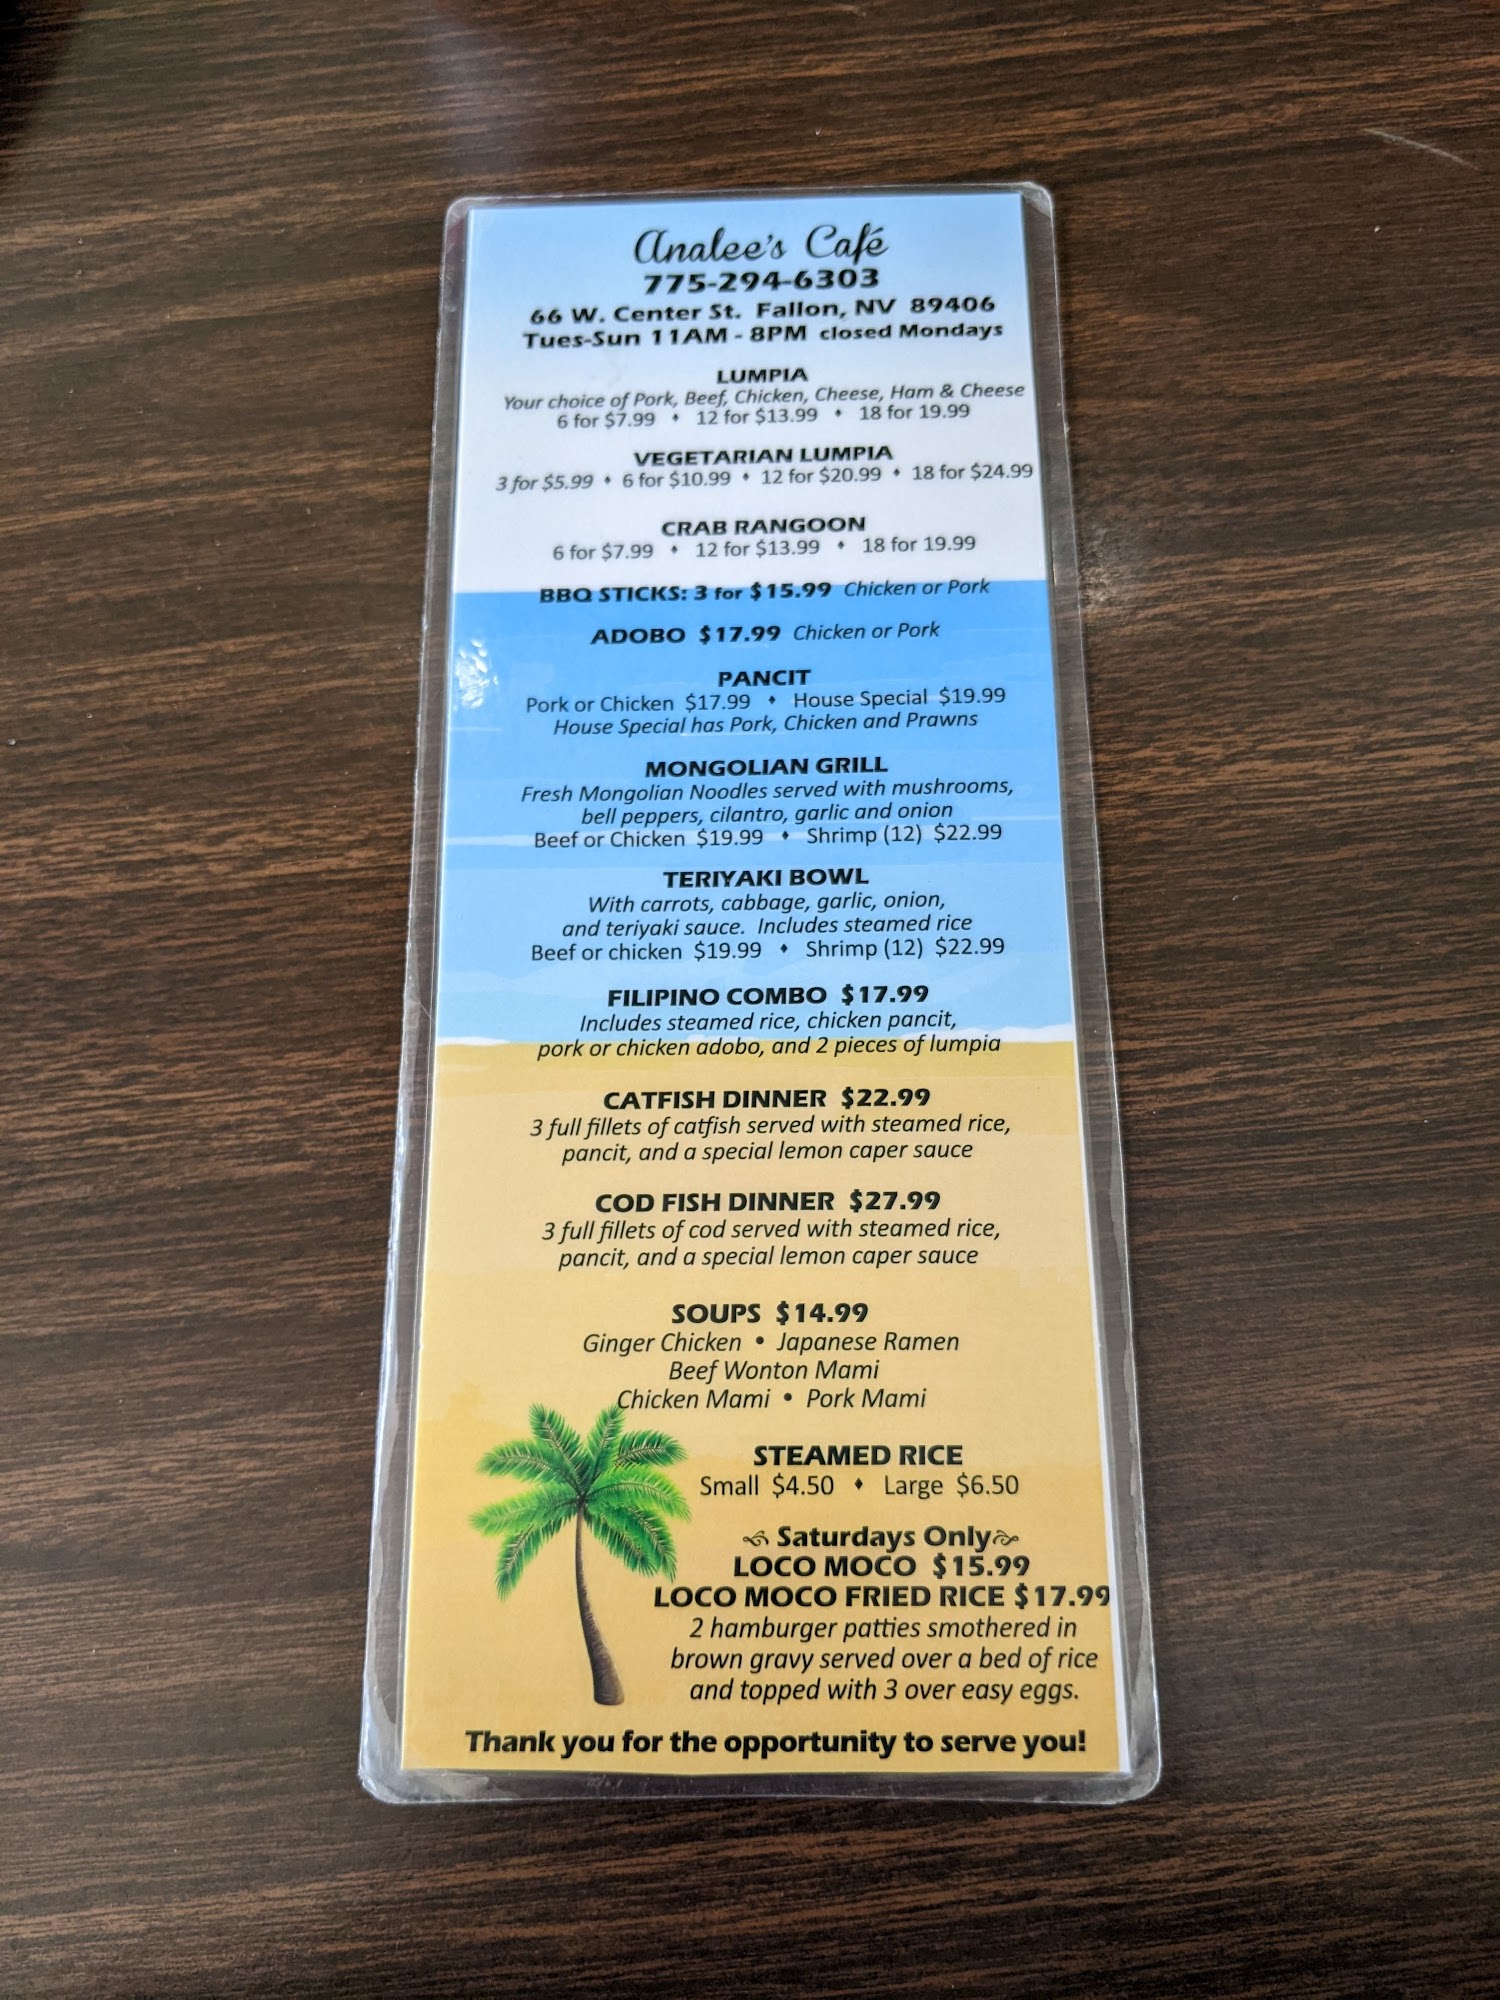 Analee's Café
775-294-6303
66 W. Center St. Fallon, NV 89406
Tues-Sun 11AM - 8PM closed Mondays
LUMPIA
Your choice of Pork, Beef, Chicken, Cheese, Ham & Cheese
6 for $7.99 ♦ 12 for $13.99 ♦ 18 for 19.99
VEGETARIAN LUMPIA
3 for $5.99 ♦ 6 for $10.99 ♦ 12 for $20.99 ♦ 18 for $24.99
CRAB RANGOON
6 for $7.99 ♦ 12 for $13.99 ♦ 18 for 19.99
BBQ STICKS: 3 for $15.99 Chicken or Pork
ADOBO $17.99 Chicken or Pork
PANCIT
Pork or Chicken $17.99 ♦ House Special $19.99
House Special has Pork, Chicken and Prawns
MONGOLIAN GRILL
Fresh Mongolian Noodles served with mushrooms,
bell peppers, cilantro, garlic and onion
Beef or Chicken $19.99 ♦ Shrimp (12) $22.99
TERIYAKI BOWL
With carrots, cabbage, garlic, onion,
and teriyaki sauce. Includes steamed rice
Beef or chicken $19.99 ♦ Shrimp (12) $22.99
FILIPINO COMBO $17.99
Includes steamed rice, chicken pancit,
pork or chicken adobo, and 2 pieces of lumpia
CATFISH DINNER $22.99
3 full fillets of catfish served with steamed rice,
pancit, and a special lemon caper sauce
COD FISH DINNER $27.99
3 full fillets of cod served with steamed rice,
pancit, and a special lemon caper sauce
SOUPS $14.99
Ginger Chicken • Japanese Ramen
Beef Wonton Mami
Chicken Mami • Pork Mami
STEAMED RICE
Small $4.50 ♦ Large $6.50
Saturdays Only
LOCO MOCO $15.99
LOCO MOCO FRIED RICE $17.99
2 hamburger patties smothered in
brown gravy served over a bed of rice
and topped with 3 over easy eggs.
Thank you for the opportunity to serve you!